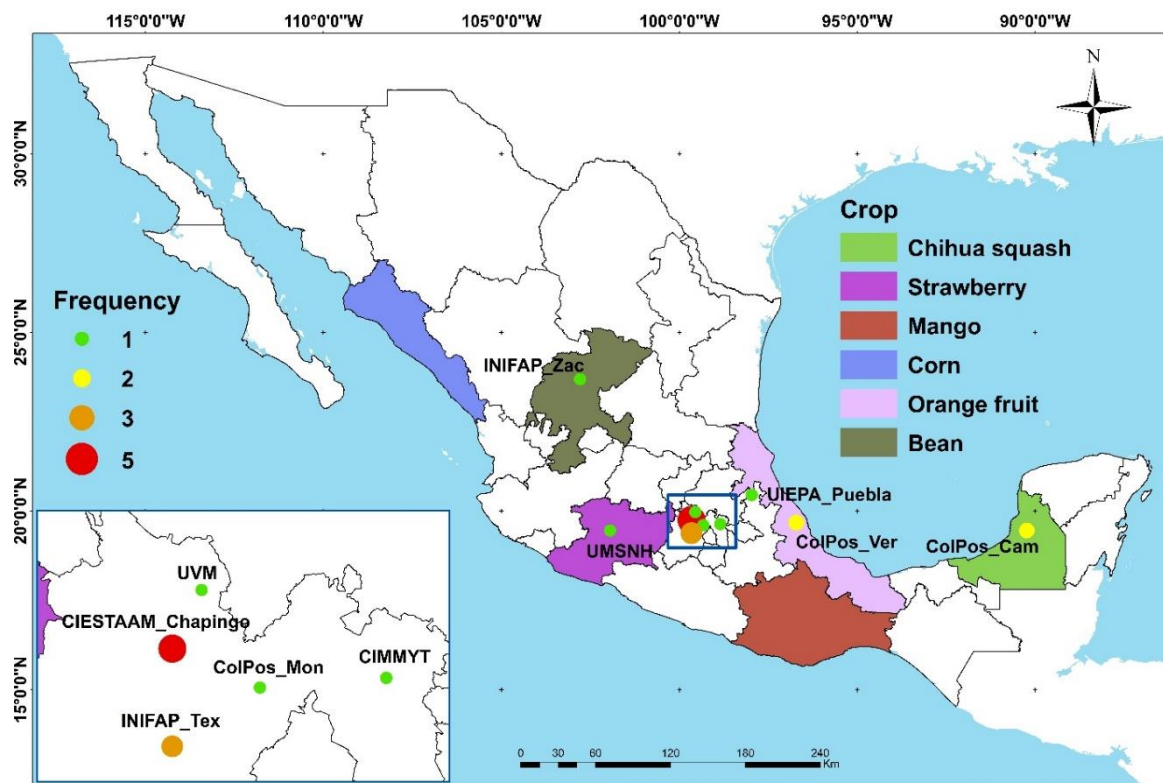 115°0'0"W
110°0'0"W
105°0'0"W
100°0'0"W
95°0'0"W
90°0'0"W
N
30°0'0"N
25°0'0"N
20°0'0"N
15°0'0"N
Crop
Chihua squash
Strawberry
Mango
Corn
Orange fruit
Bean
Frequency
1
2
3
5
INIFAP_Zac
UIEPA_Puebla
UMSNH
ColPos_Ver
ColPos_Cam
UVM
CIESTAAM_Chapingo
ColPos_Mon
CIMMYT
INIFAP_Tex
0 30 60 120 180 240
Km